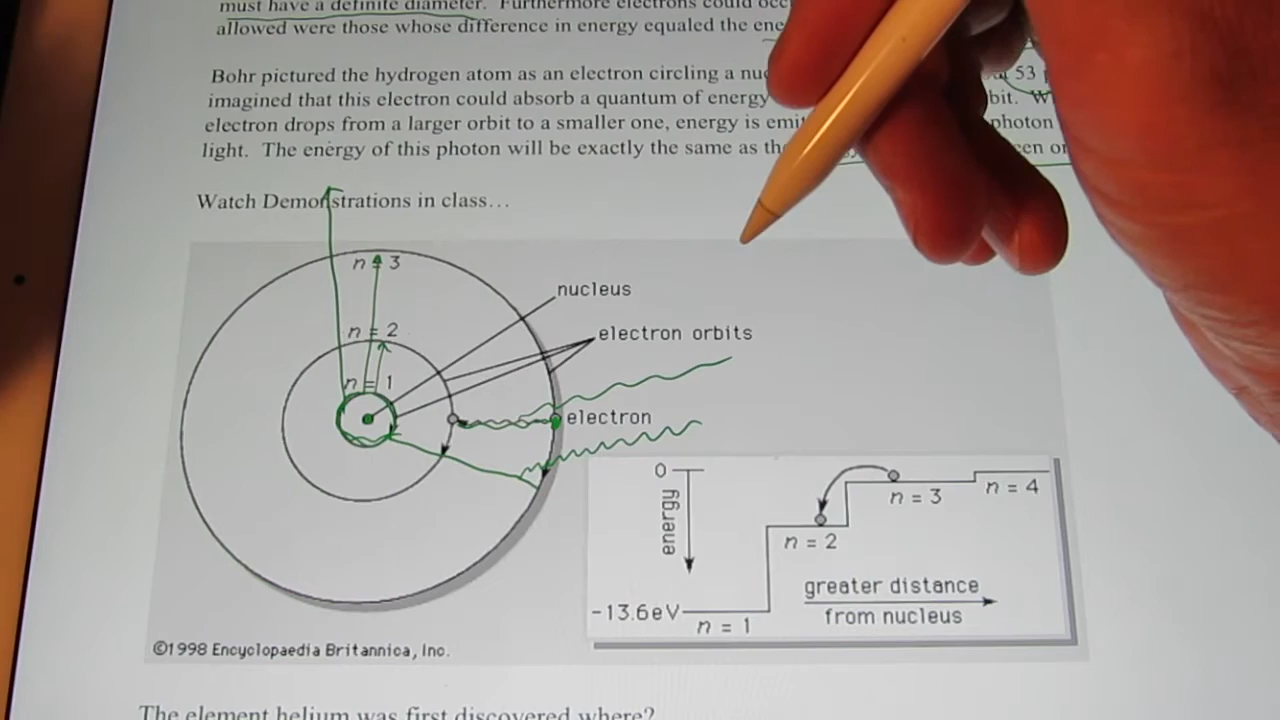 must have a definite diameter. Furthermore electrons could
allowed were those whose difference in energy equaled the
Bohr pictured the hydrogen atom as an electron circling a 53
imagined that this electron could absorb a quantum of energy
electron drops from a larger orbit to a smaller one, energy is photon
light. The energy of this photon will be exactly the same as
Watch Demonstrations in class...
n = 3
nucleus
n = 2
electron orbits
n = 1
electron
0
energy
n = 3
n = 4
n = 2
greater distance
-13.6eV
from nucleus
n = 1
©1998 Encyclopaedia Britannica, Inc.
The element helium was first discovered where?